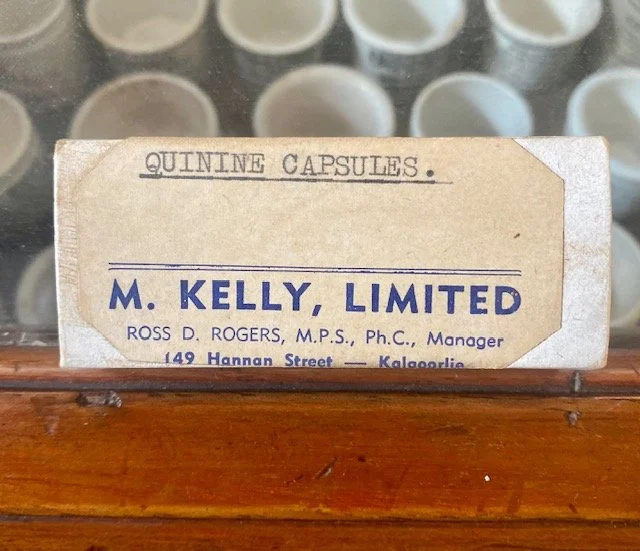 QUININE CAPSULES.
M. KELLY, LIMITED
ROSS D. ROGERS, M.P.S., Ph.C., Manager
149 Hannan Street — Kalgoorlie